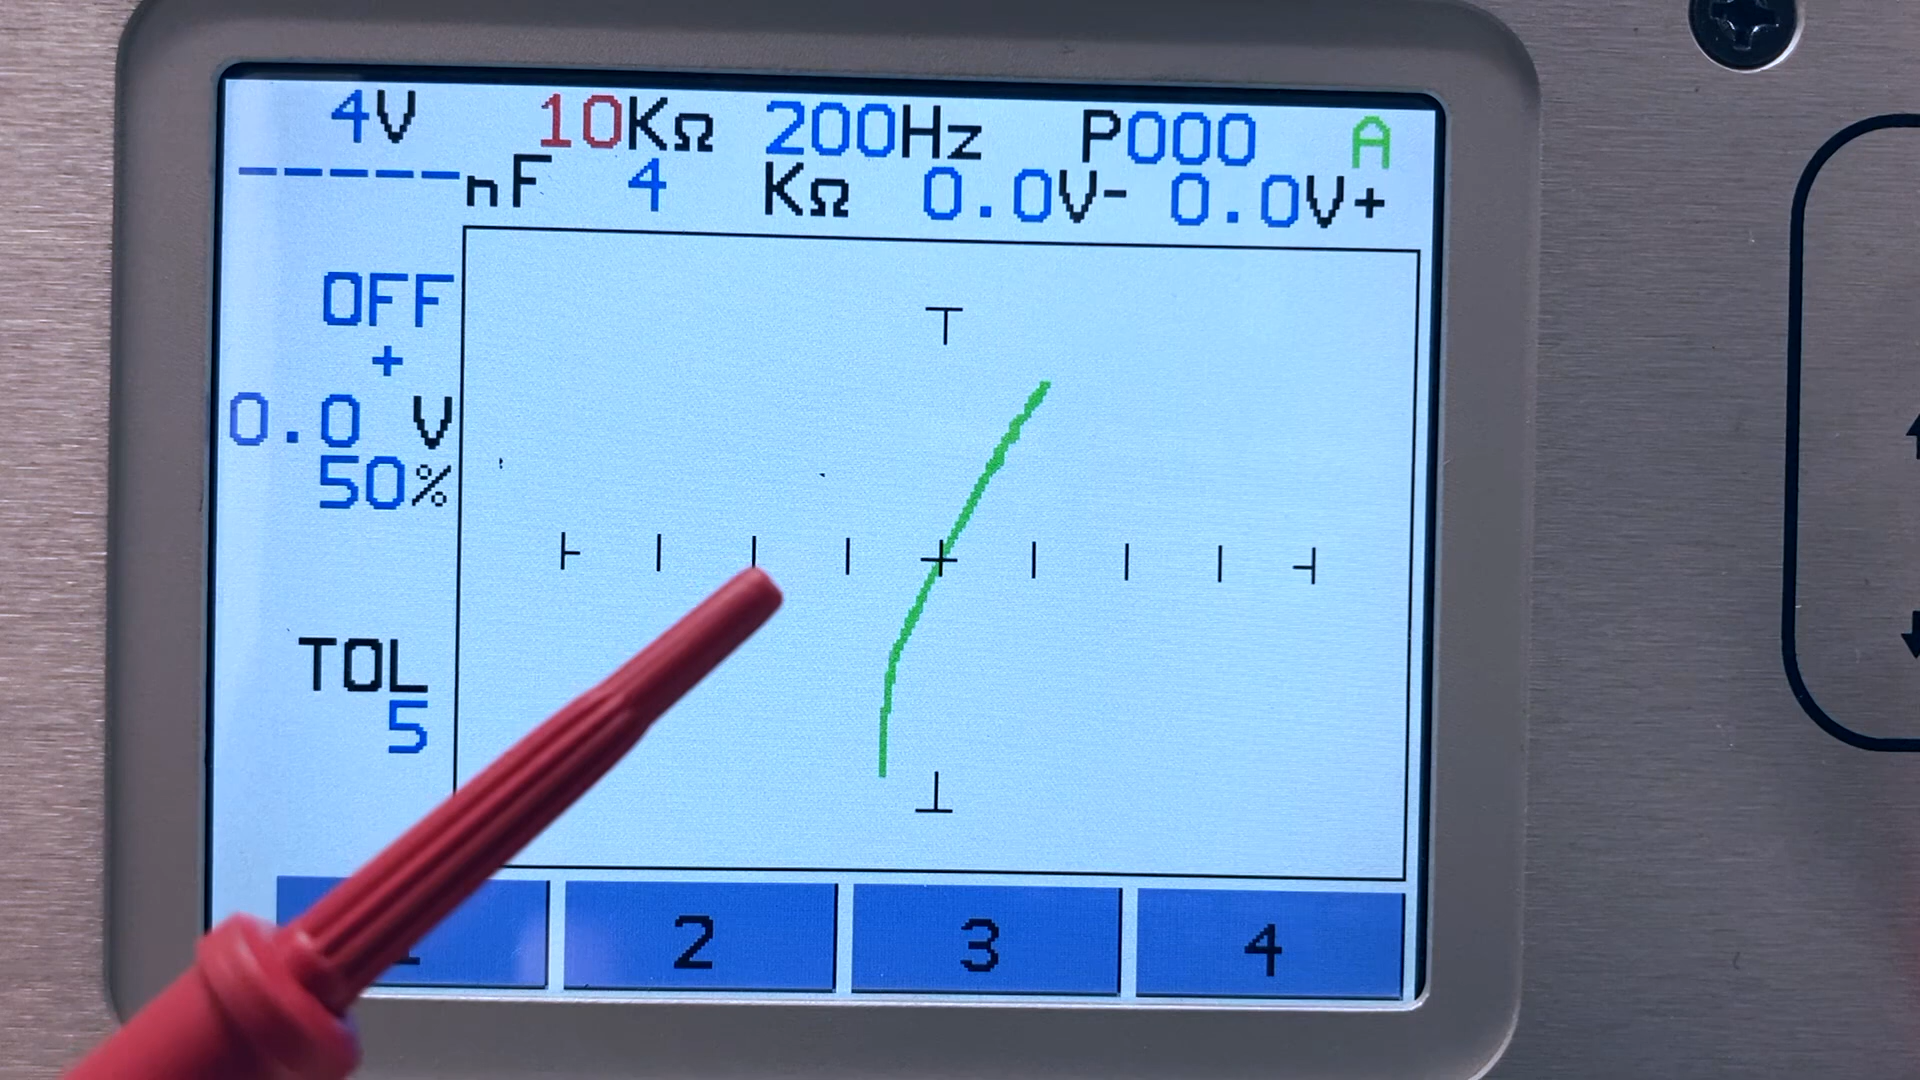 4V 10KΩ 200Hz P000 A
-----nF 4 KΩ 0.0V- 0.0V+
OFF
+
0.0 V
50%
TOL
5
2 3 4